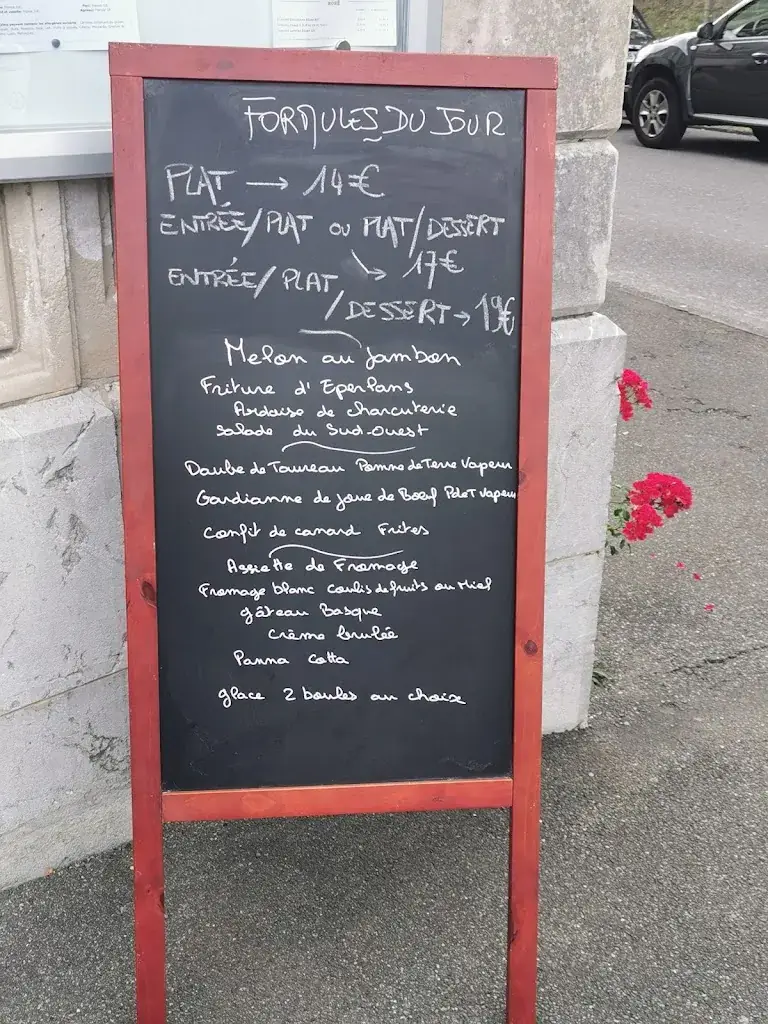 FORMULES DU JOUR
PLAT → 14€
ENTRÉE/PLAT OU PLAT/DESSERT
→ 17€
ENTRÉE/PLAT
/DESSERT → 19€
Melon au jambon
Friture d'Eperlans
Ardoise de charcuterie
Salade du Sud-Ouest
Daube de Taureau Pomme de Terre Vapeur
Gardianne de joue de Bœuf PdeT vapeur
Confit de canard Frites
Assiette de Fromage
Fromage blanc coulis de fruits ou Miel
gâteau Basque
Crème brulée
Panna cotta
glace 2 boules au choix